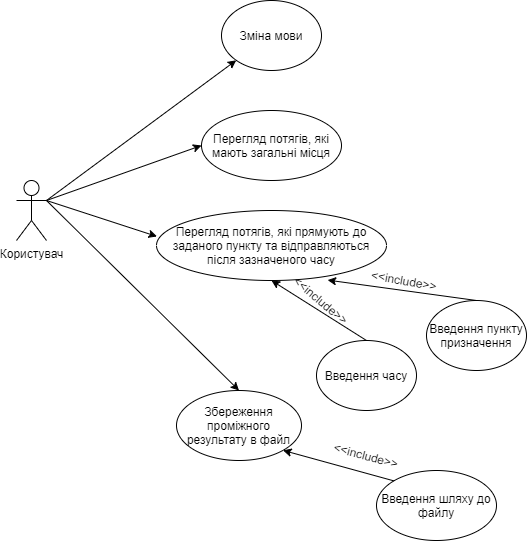 Зміна мови
Перегляд потягів, які
мають загальні місця
Користувач
Перегляд потягів, які прямують до
заданого пункту та відправляються
після зазначеного часу
<<include>>
<<include>>
Введення пункту
призначення
Введення часу
Збереження
проміжного
результату в файл
<<include>>
Введення шляху до
файлу